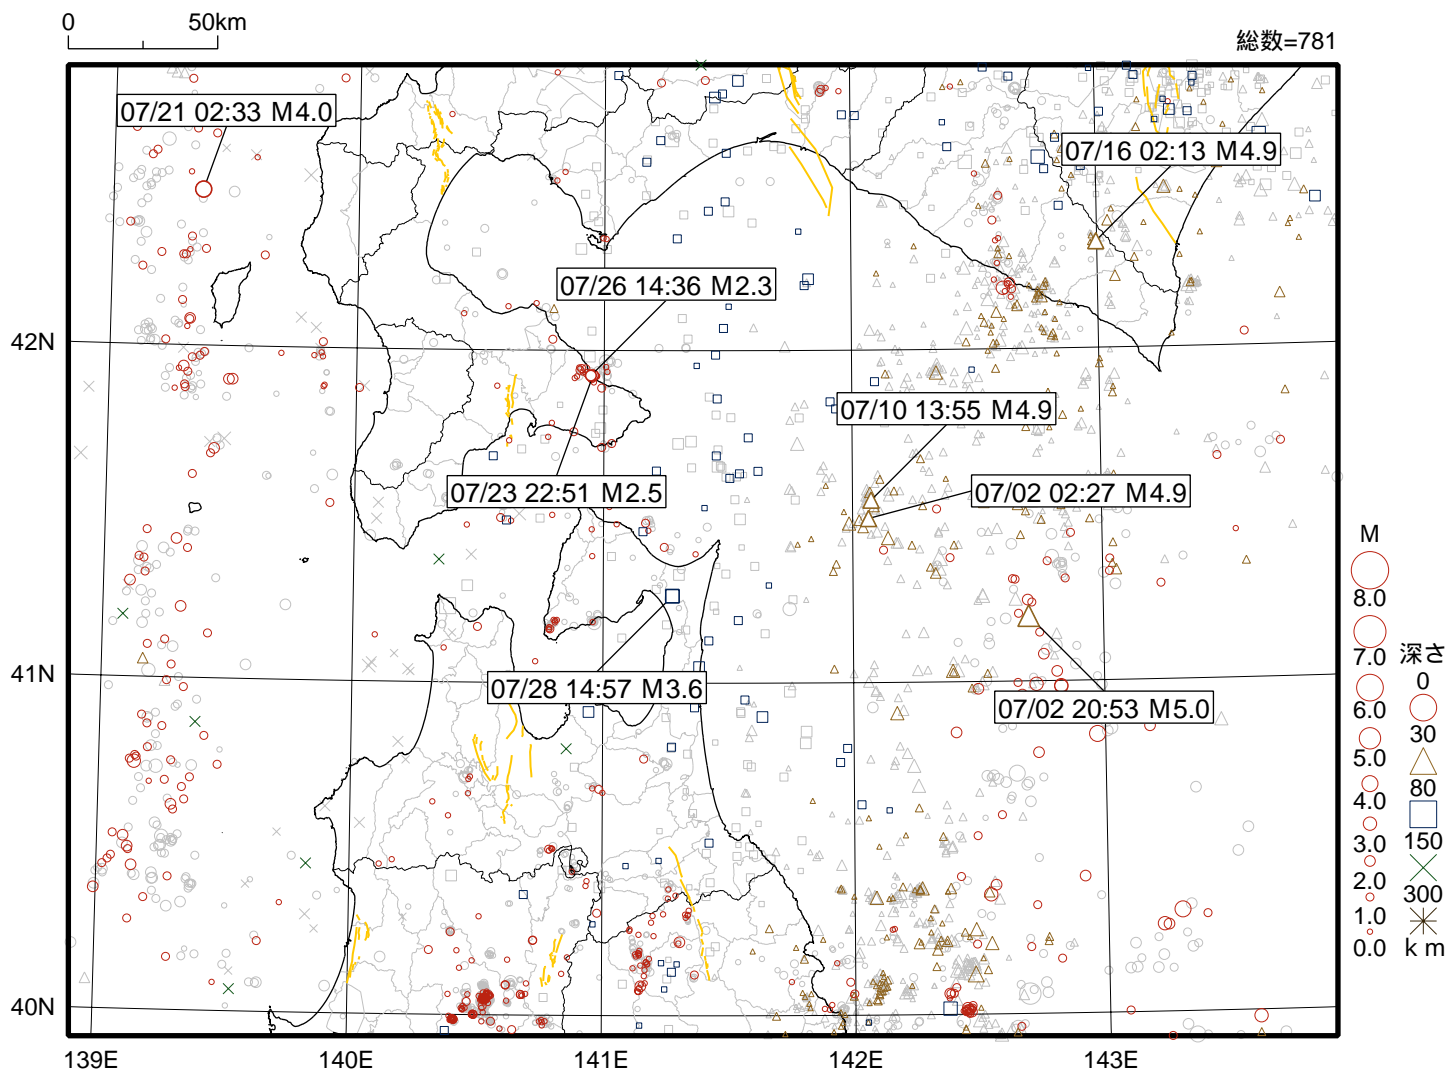 0 50km
総数=781
07/21 02:33 M4.0
07/16 02:13 M4.9
07/26 14:36 M2.3
42N
07/10 13:55 M4.9
07/23 22:51 M2.5
07/02 02:27 M4.9
41N
07/28 14:57 M3.6
07/02 20:53 M5.0
40N
139E 140E 141E 142E 143E
M
8.0
7.0
6.0
5.0
4.0
3.0
2.0
1.0
0.0
深さ
0
30
80
150
300
km